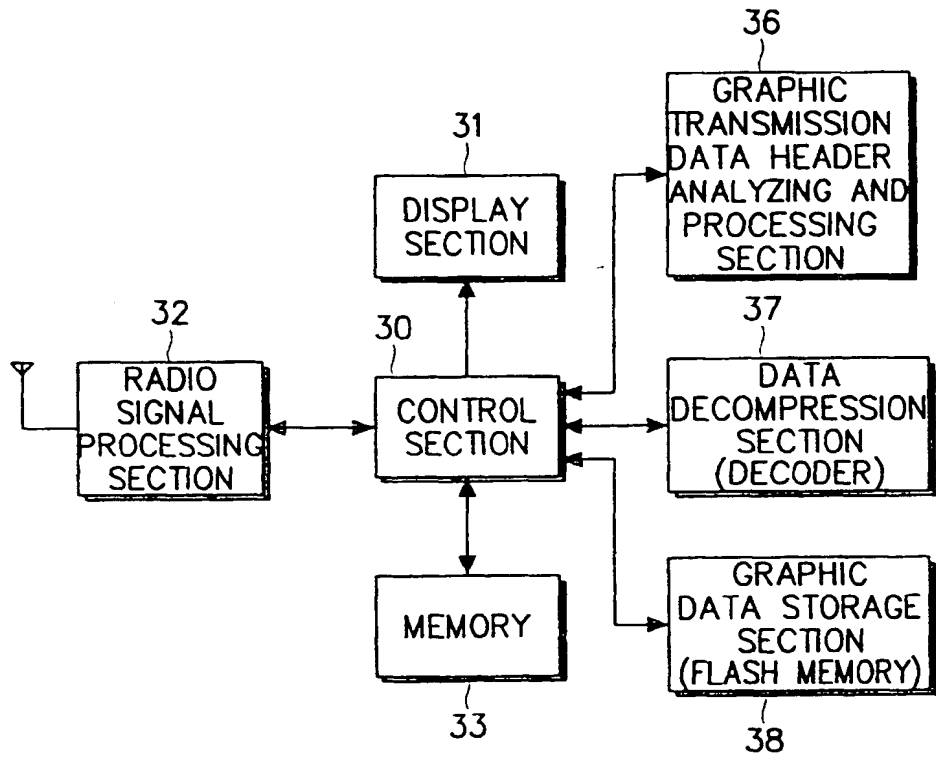 36
GRAPHIC
TRANSMISSION
DATA HEADER
ANALYZING AND
PROCESSING
SECTION
31
DISPLAY
SECTION
32
RADIO
SIGNAL
PROCESSING
SECTION
30
CONTROL
SECTION
37
DATA
DECOMPRESSION
SECTION
(DECODER)
MEMORY
33
GRAPHIC
DATA STORAGE
SECTION
(FLASH MEMORY)
38